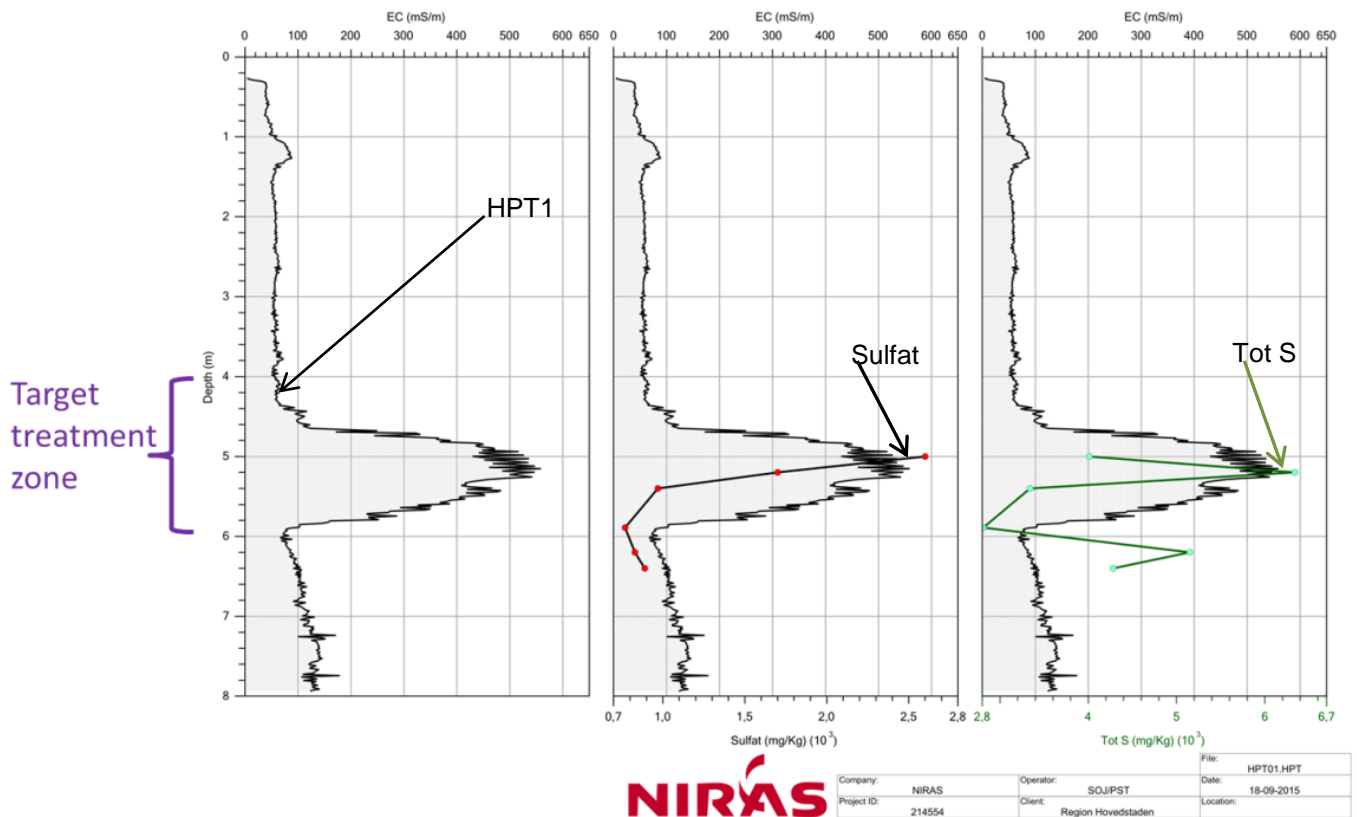 EC (mS/m)
0 100 200 300 400 500 600 650
EC (mS/m)
0 100 200 300 400 500 600 650
EC (mS/m)
0 100 200 300 400 500 600 650
0
1
2
3
4
5
6
7
8
Depth (m)
HPT1
Sulfat
Tot S
Target
treatment
zone
0,7 1,0 1,5 2,0 2,5 2,8
Sulfat (mg/Kg) (10³)
2,8 4 5 6 6,7
Tot S (mg/Kg) (10³)
NIRAS
File:
HPT01.HPT
Company:
NIRAS
Operator:
SOJ/PST
Date:
18-09-2015
Project ID:
214554
Client:
Region Hovedstaden
Location: